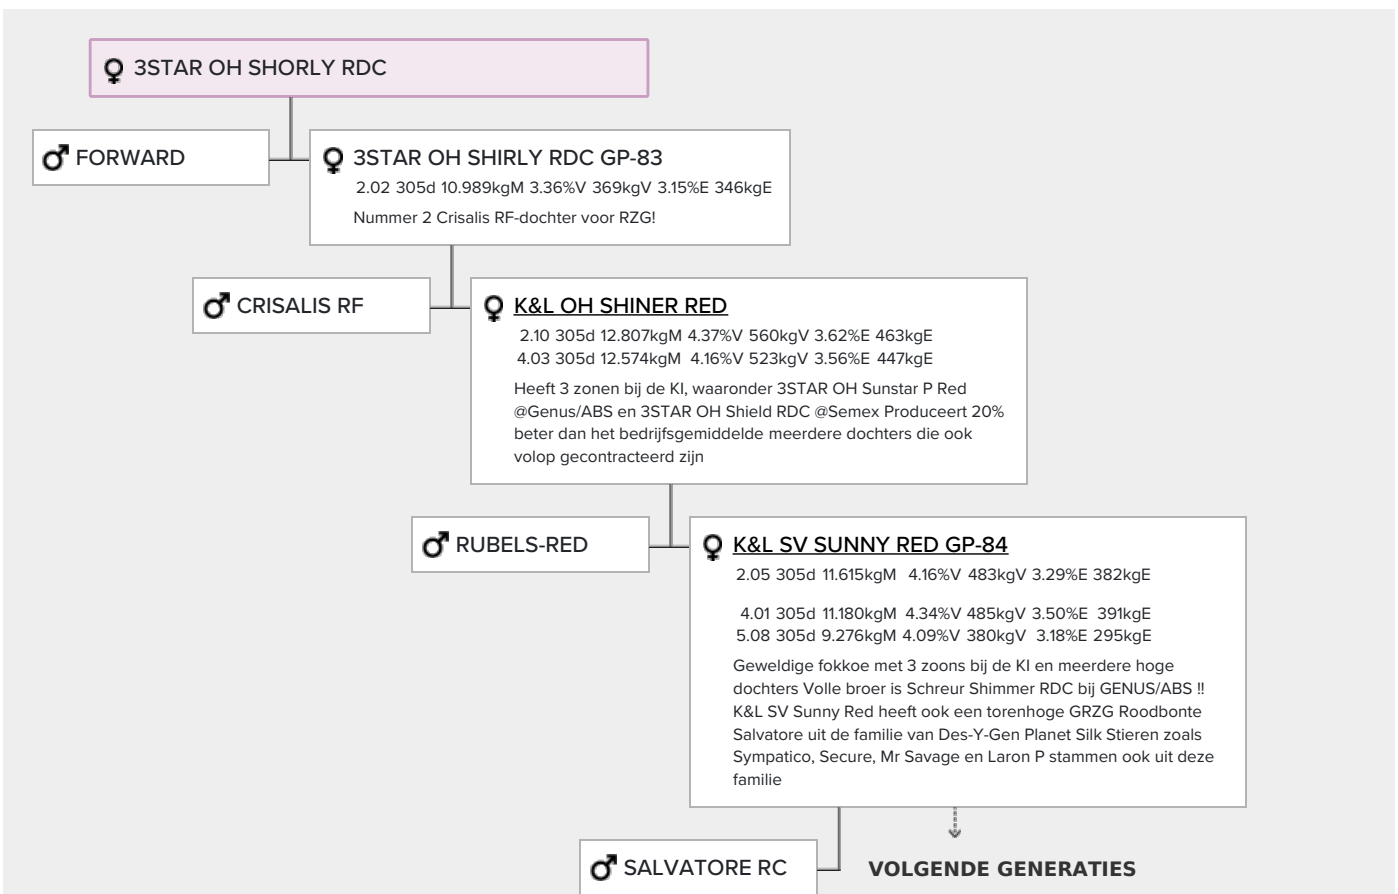 3STAR OH SHORLY RDC
FORWARD
3STAR OH SHIRLY RDC GP-83
2.02 305d 10.989kgM 3.36%V 369kgV 3.15%E 346kgE
Nummer 2 Crisalis RF-dochter voor RZG!
CRISALIS RF
K&L OH SHINER RED
2.10 305d 12.807kgM 4.37%V 560kgV 3.62%E 463kgE
4.03 305d 12.574kgM 4.16%V 523kgV 3.56%E 447kgE
Heeft 3 zonen bij de KI, waaronder 3STAR OH Sunstar P Red
@Genus/ABS en 3STAR OH Shield RDC @Semex Produceert 20%
beter dan het bedrijfsgemiddelde meerdere dochters die ook
volop gecontracteerd zijn
RUBELS-RED
K&L SV SUNNY RED GP-84
2.05 305d 11.615kgM 4.16%V 483kgV 3.29%E 382kgE
4.01 305d 11.180kgM 4.34%V 485kgV 3.50%E 391kgE
5.08 305d 9.276kgM 4.09%V 380kgV 3.18%E 295kgE
Geweldige fokkoe met 3 zoons bij de KI en meerdere hoge
dochters Volle broer is Schreur Shimmer RDC bij GENUS/ABS !!
K&L SV Sunny Red heeft ook een torenhoge GRZG Roodbonte
Salvatore uit de familie van Des-Y-Gen Planet Silk Stieren zoals
Sympatico, Secure, Mr Savage en Laron P stammen ook uit deze
familie
SALVATORE RC
VOLGENDE GENERATIES